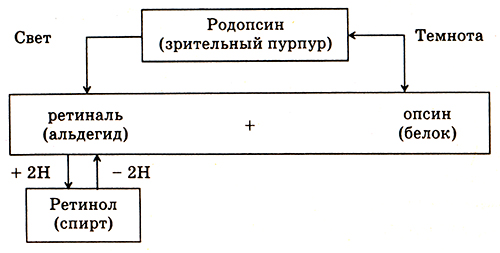 Свет
Родопсин
(зрительный пурпур)
Темнота
ретиналь
(альдегид)
+
опсин
(белок)
+ 2Н
– 2Н
Ретинол
(спирт)